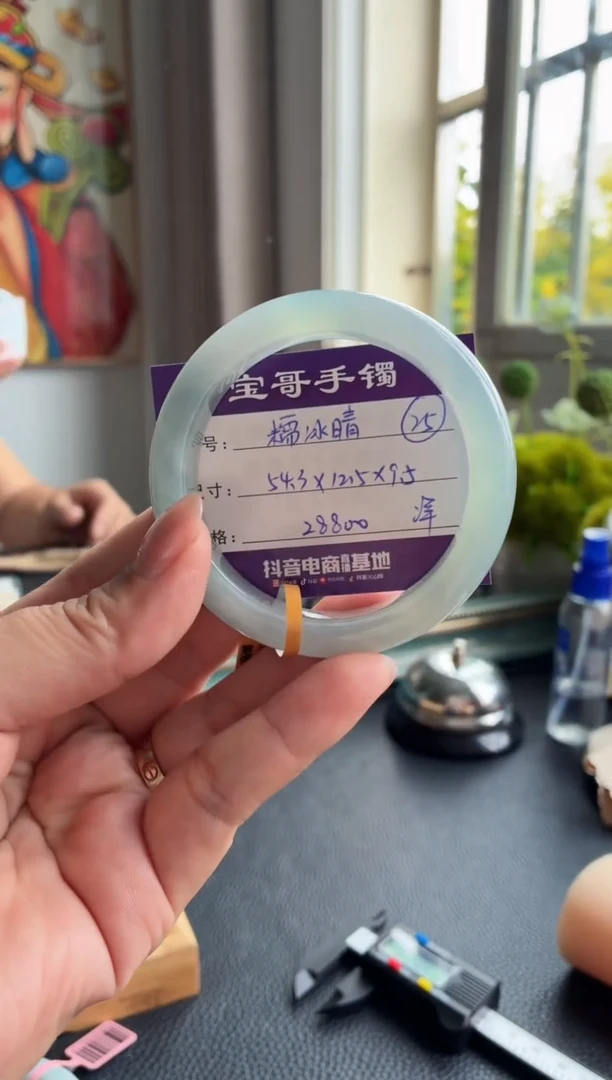 宝哥手镯
号： 糯冰晴 25
寸： 54.3×12.5×9.5
格： 28800
抖音电商直播基地